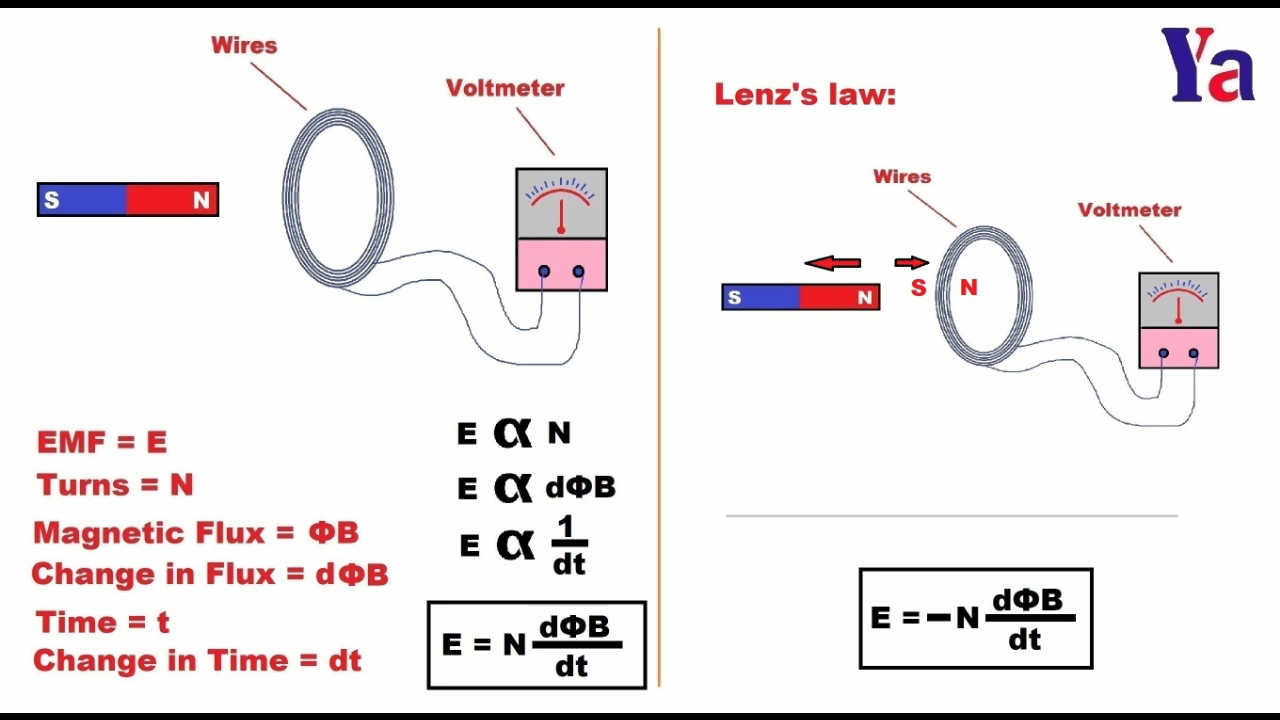 Wires
Voltmeter
S N
EMF = E
Turns = N
Magnetic Flux = ΦB
Change in Flux = dΦB
Time = t
Change in Time = dt
E α N
E α dΦB
E α 1
dt
E = N dΦB
dt
Ya
Lenz's law:
Wires
Voltmeter
S N
S N
E = – N dΦB
dt